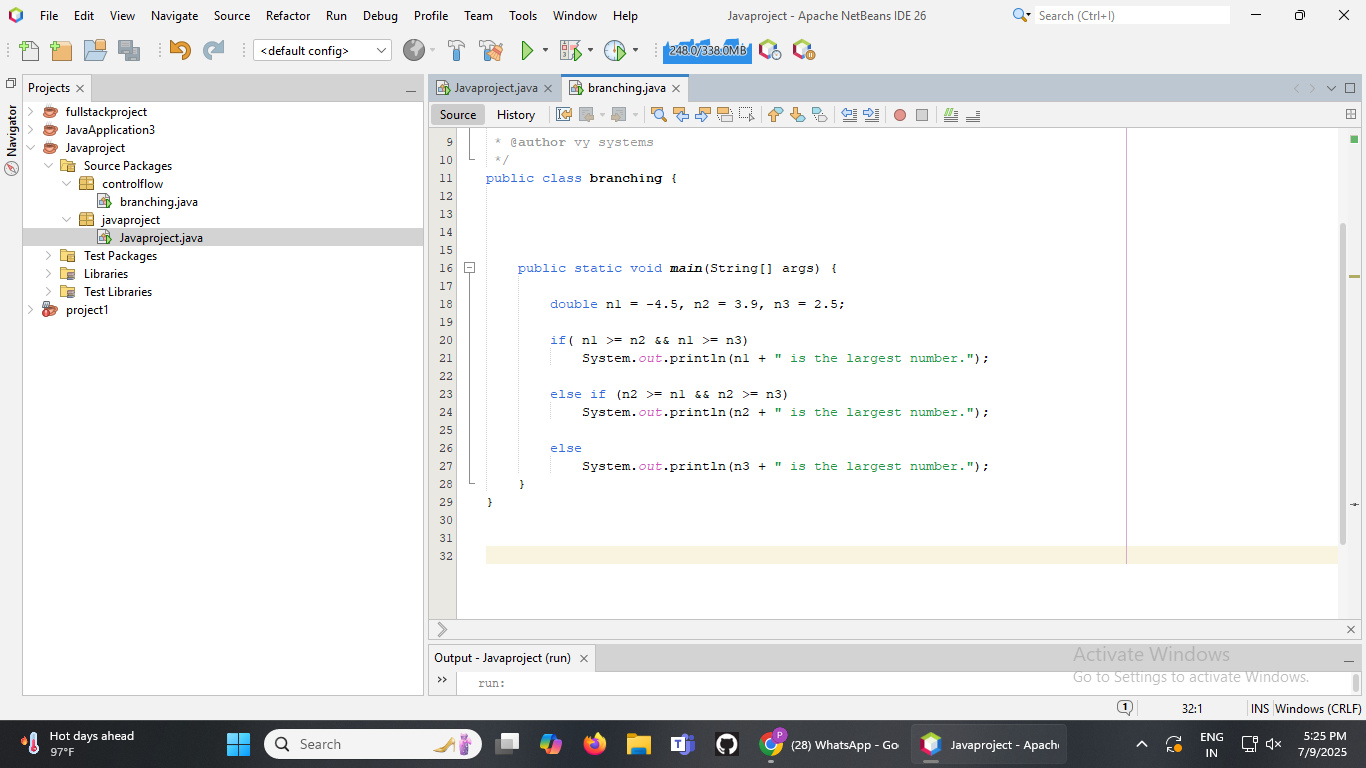 File Edit View Navigate Source Refactor Run Debug Profile Team Tools Window Help
Javaproject - Apache NetBeans IDE 26
Search (Ctrl+I)
<default config>
248.0/338.0MB
Projects
Navigator
fullstackproject
JavaApplication3
Javaproject
Source Packages
controlflow
branching.java
javaproject
Javaproject.java
Test Packages
Libraries
Test Libraries
project1
Javaproject.java branching.java
Source History
9 * @author vy systems
10 */
11 public class branching {
12
13
14
15
16 public static void main(String[] args) {
17
18 double n1 = -4.5, n2 = 3.9, n3 = 2.5;
19
20 if( n1 >= n2 && n1 >= n3)
21 System.out.println(n1 + " is the largest number.");
22
23 else if (n2 >= n1 && n2 >= n3)
24 System.out.println(n2 + " is the largest number.");
25
26 else
27 System.out.println(n3 + " is the largest number.");
28 }
29 }
30
31
32
Output - Javaproject (run)
run:
Activate Windows
Go to Settings to activate Windows.
1
32:1
INS
Windows (CRLF)
Hot days ahead
97°F
Search
P
(28) WhatsApp - Go
Javaproject - Apach
ENG
IN
5:25 PM
7/9/2025